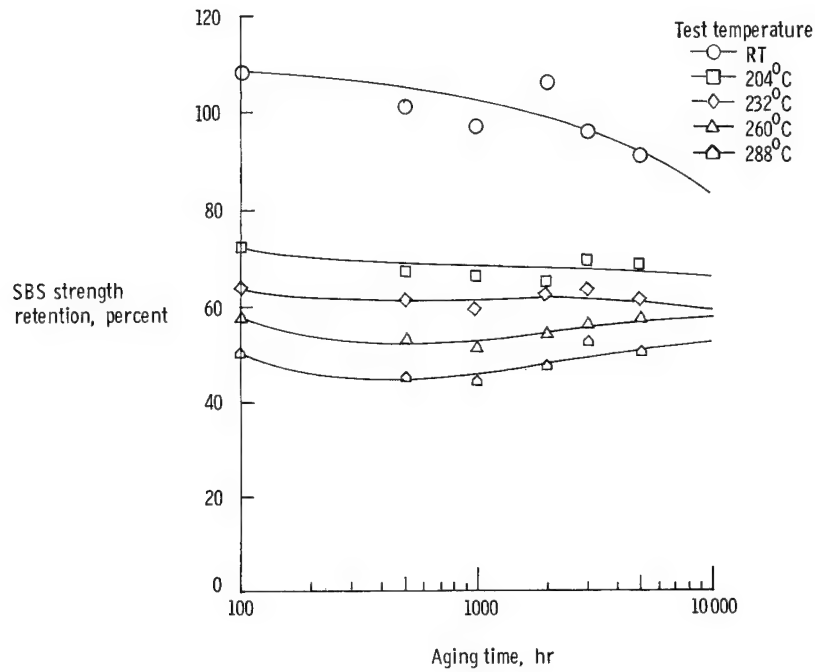 Test temperature
RT
204°C
232°C
260°C
288°C
120
100
80
60
40
20
0
SBS strength
retention, percent
100
1000
10 000
Aging time, hr